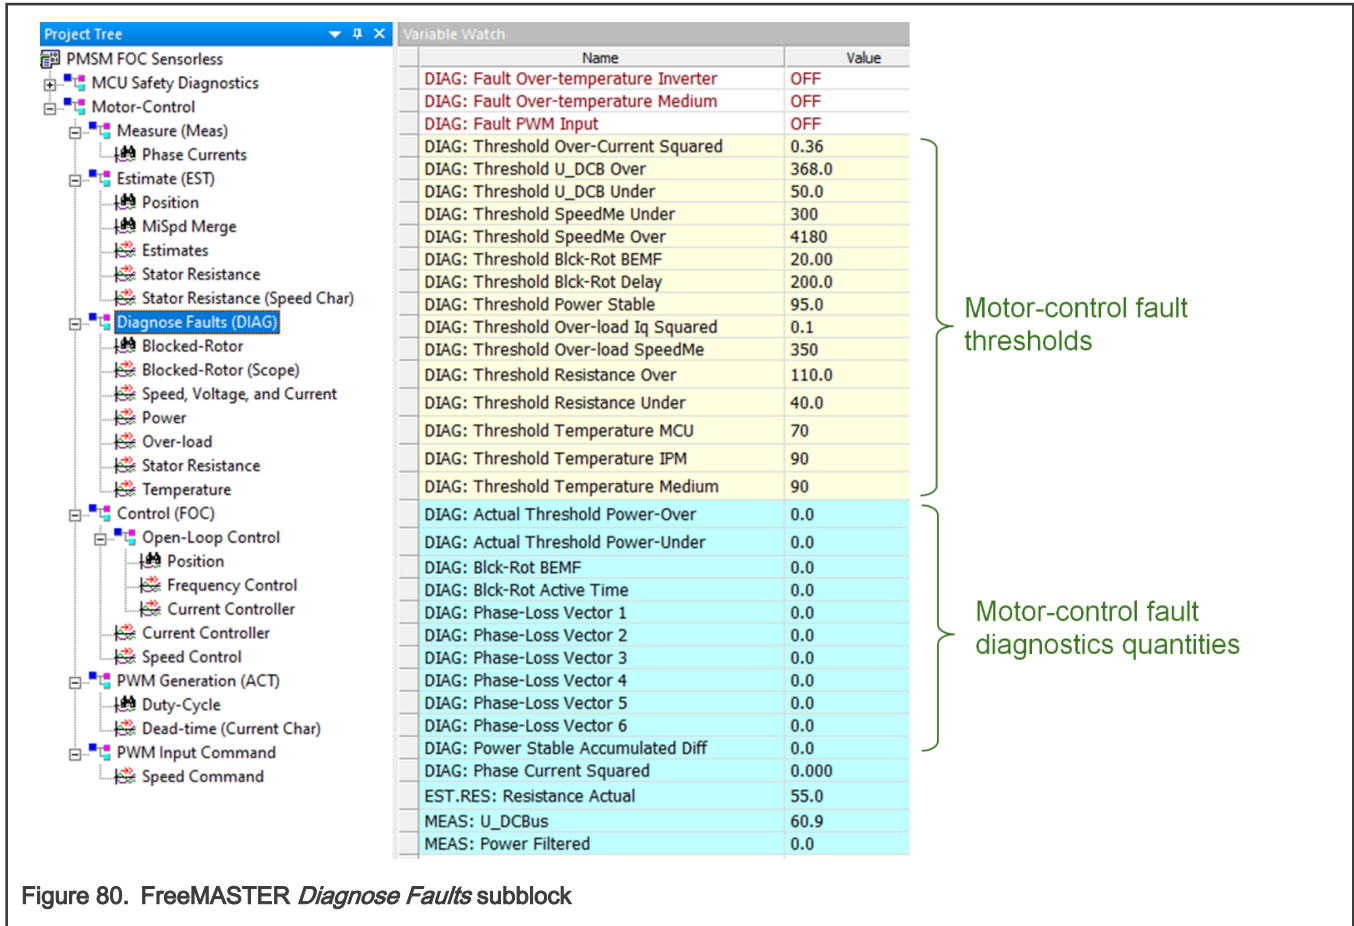 Project Tree
PMSM FOC Sensorless
MCU Safety Diagnostics
Motor-Control
Measure (Meas)
Phase Currents
Estimate (EST)
Position
MiSpd Merge
Estimates
Stator Resistance
Stator Resistance (Speed Char)
Diagnose Faults (DIAG)
Blocked-Rotor
Blocked-Rotor (Scope)
Speed, Voltage, and Current
Power
Over-load
Stator Resistance
Temperature
Control (FOC)
Open-Loop Control
Position
Frequency Control
Current Controller
Current Controller
Speed Control
PWM Generation (ACT)
Duty-Cycle
Dead-time (Current Char)
PWM Input Command
Speed Command
Variable Watch
Name Value
DIAG: Fault Over-temperature Inverter OFF
DIAG: Fault Over-temperature Medium OFF
DIAG: Fault PWM Input OFF
DIAG: Threshold Over-Current Squared 0.36
DIAG: Threshold U_DCB Over 368.0
DIAG: Threshold U_DCB Under 50.0
DIAG: Threshold SpeedMe Under 300
DIAG: Threshold SpeedMe Over 4180
DIAG: Threshold Blck-Rot BEMF 20.00
DIAG: Threshold Blck-Rot Delay 200.0
DIAG: Threshold Power Stable 95.0
DIAG: Threshold Over-load Iq Squared 0.1
DIAG: Threshold Over-load SpeedMe 350
DIAG: Threshold Resistance Over 110.0
DIAG: Threshold Resistance Under 40.0
DIAG: Threshold Temperature MCU 70
DIAG: Threshold Temperature IPM 90
DIAG: Threshold Temperature Medium 90
DIAG: Actual Threshold Power-Over 0.0
DIAG: Actual Threshold Power-Under 0.0
DIAG: Blck-Rot BEMF 0.0
DIAG: Blck-Rot Active Time 0.0
DIAG: Phase-Loss Vector 1 0.0
DIAG: Phase-Loss Vector 2 0.0
DIAG: Phase-Loss Vector 3 0.0
DIAG: Phase-Loss Vector 4 0.0
DIAG: Phase-Loss Vector 5 0.0
DIAG: Phase-Loss Vector 6 0.0
DIAG: Power Stable Accumulated Diff 0.0
DIAG: Phase Current Squared 0.000
EST.RES: Resistance Actual 55.0
MEAS: U_DCBus 60.9
MEAS: Power Filtered 0.0
Motor-control fault
thresholds
Motor-control fault
diagnostics quantities
Figure 80. FreeMASTER Diagnose Faults subblock